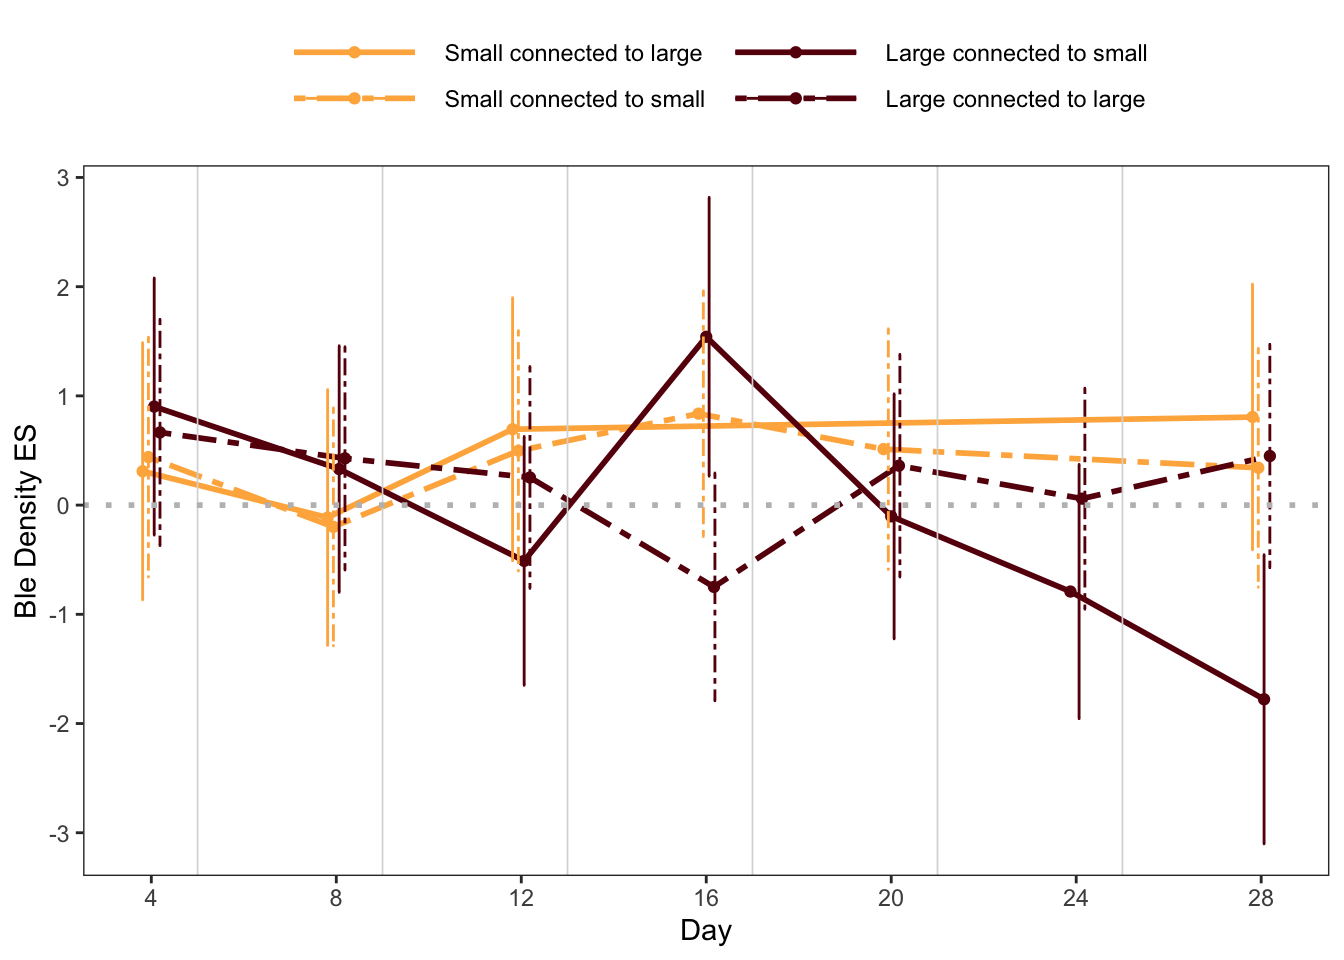 Small connected to large
Large connected to small
Small connected to small
Large connected to large
3
2
1
0
-1
-2
-3
Ble Density ES
4 8 12 16 20 24 28
Day